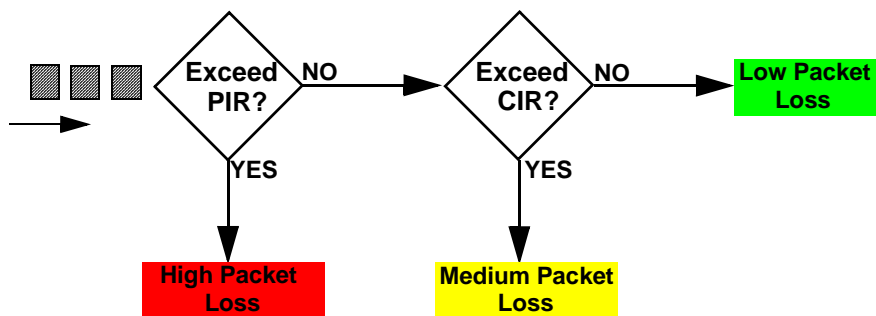 Exceed
PIR?
NO
Exceed
CIR?
NO
Low Packet
Loss
YES
YES
High Packet
Loss
Medium Packet
Loss